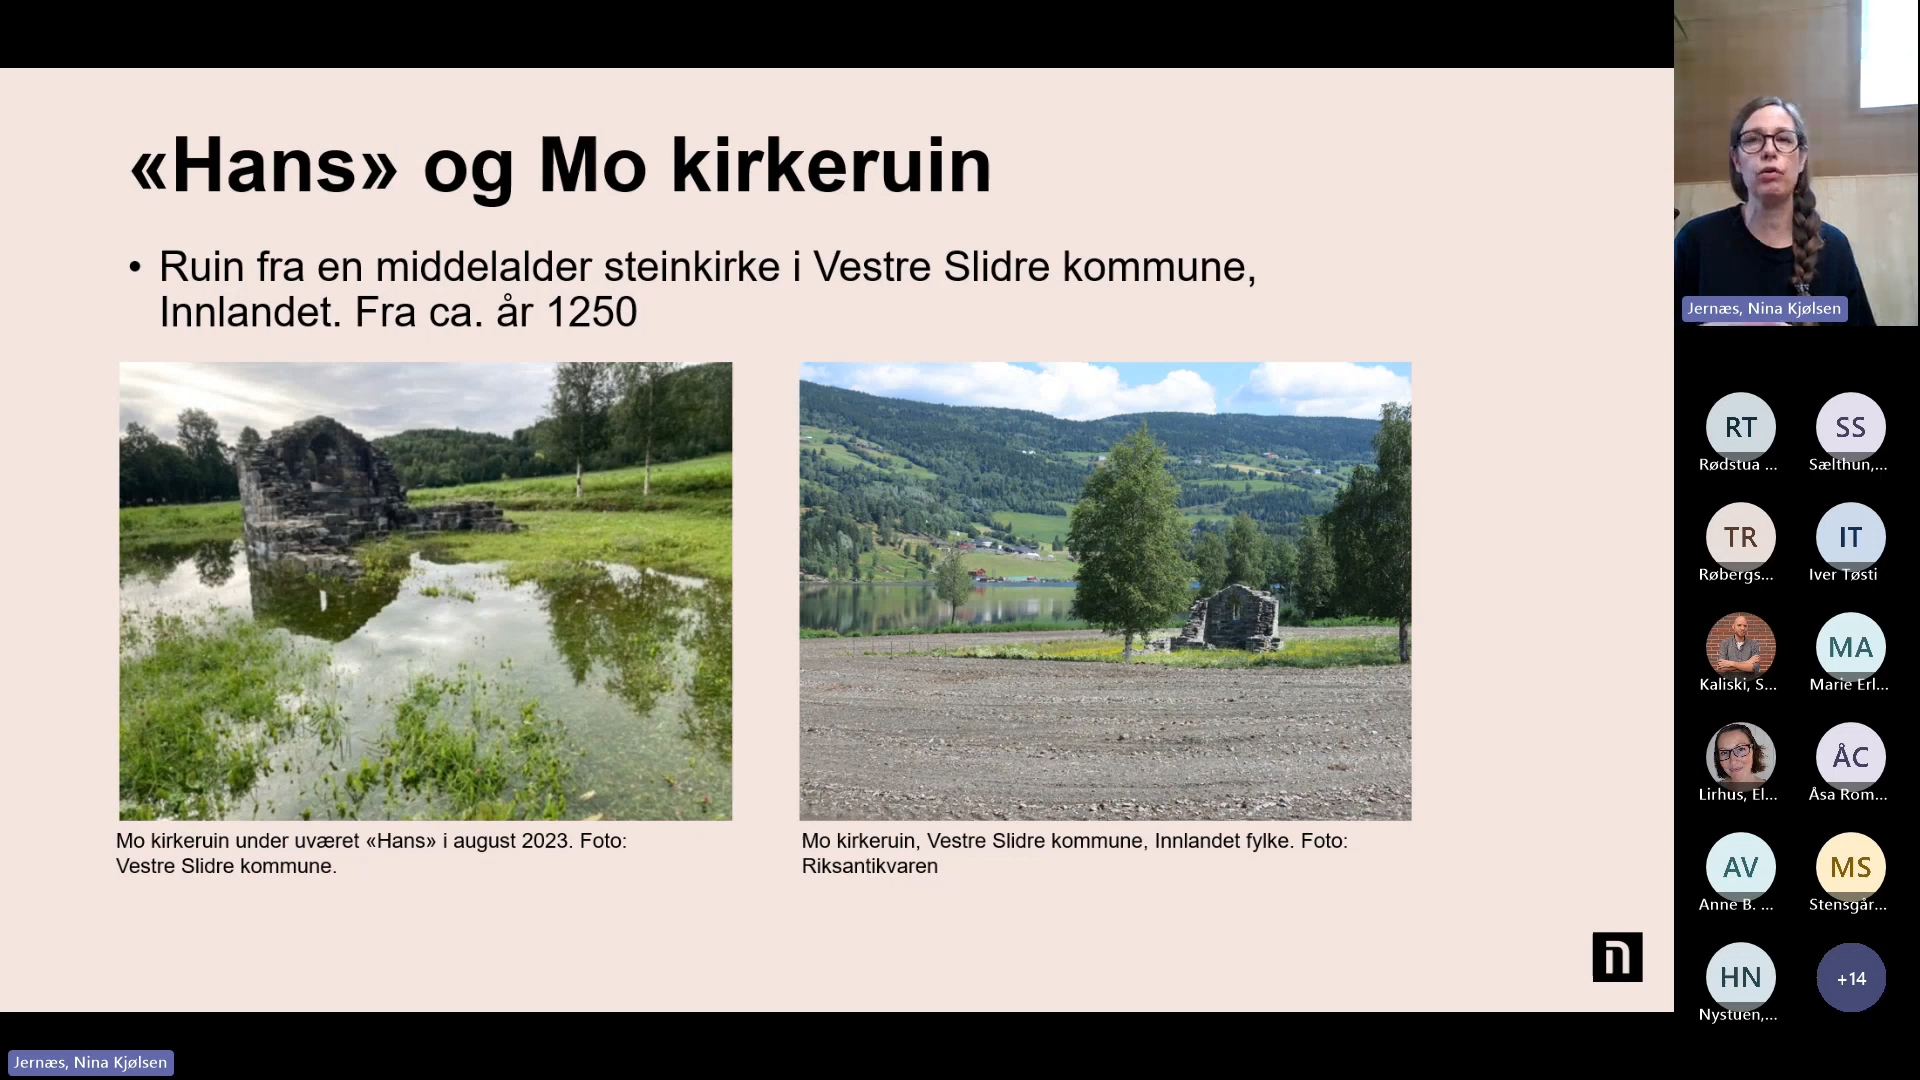 «Hans» og Mo kirkeruin
• Ruin fra en middelalder steinkirke i Vestre Slidre kommune,
Innlandet. Fra ca. år 1250
Mo kirkeruin under uværet «Hans» i august 2023. Foto:
Vestre Slidre kommune.
Mo kirkeruin, Vestre Slidre kommune, Innlandet fylke. Foto:
Riksantikvaren
n
Jernæs, Nina Kjølsen
RT
Rødstua ...
SS
Sælthun,...
TR
Røbergs...
IT
Iver Tøsti
Kaliski, S...
MA
Marie Erl...
Lirhus, El...
ÅC
Åsa Rom...
AV
Anne B. ...
MS
Stensgår...
HN
Nystuen,...
+14
Jernæs, Nina Kjølsen